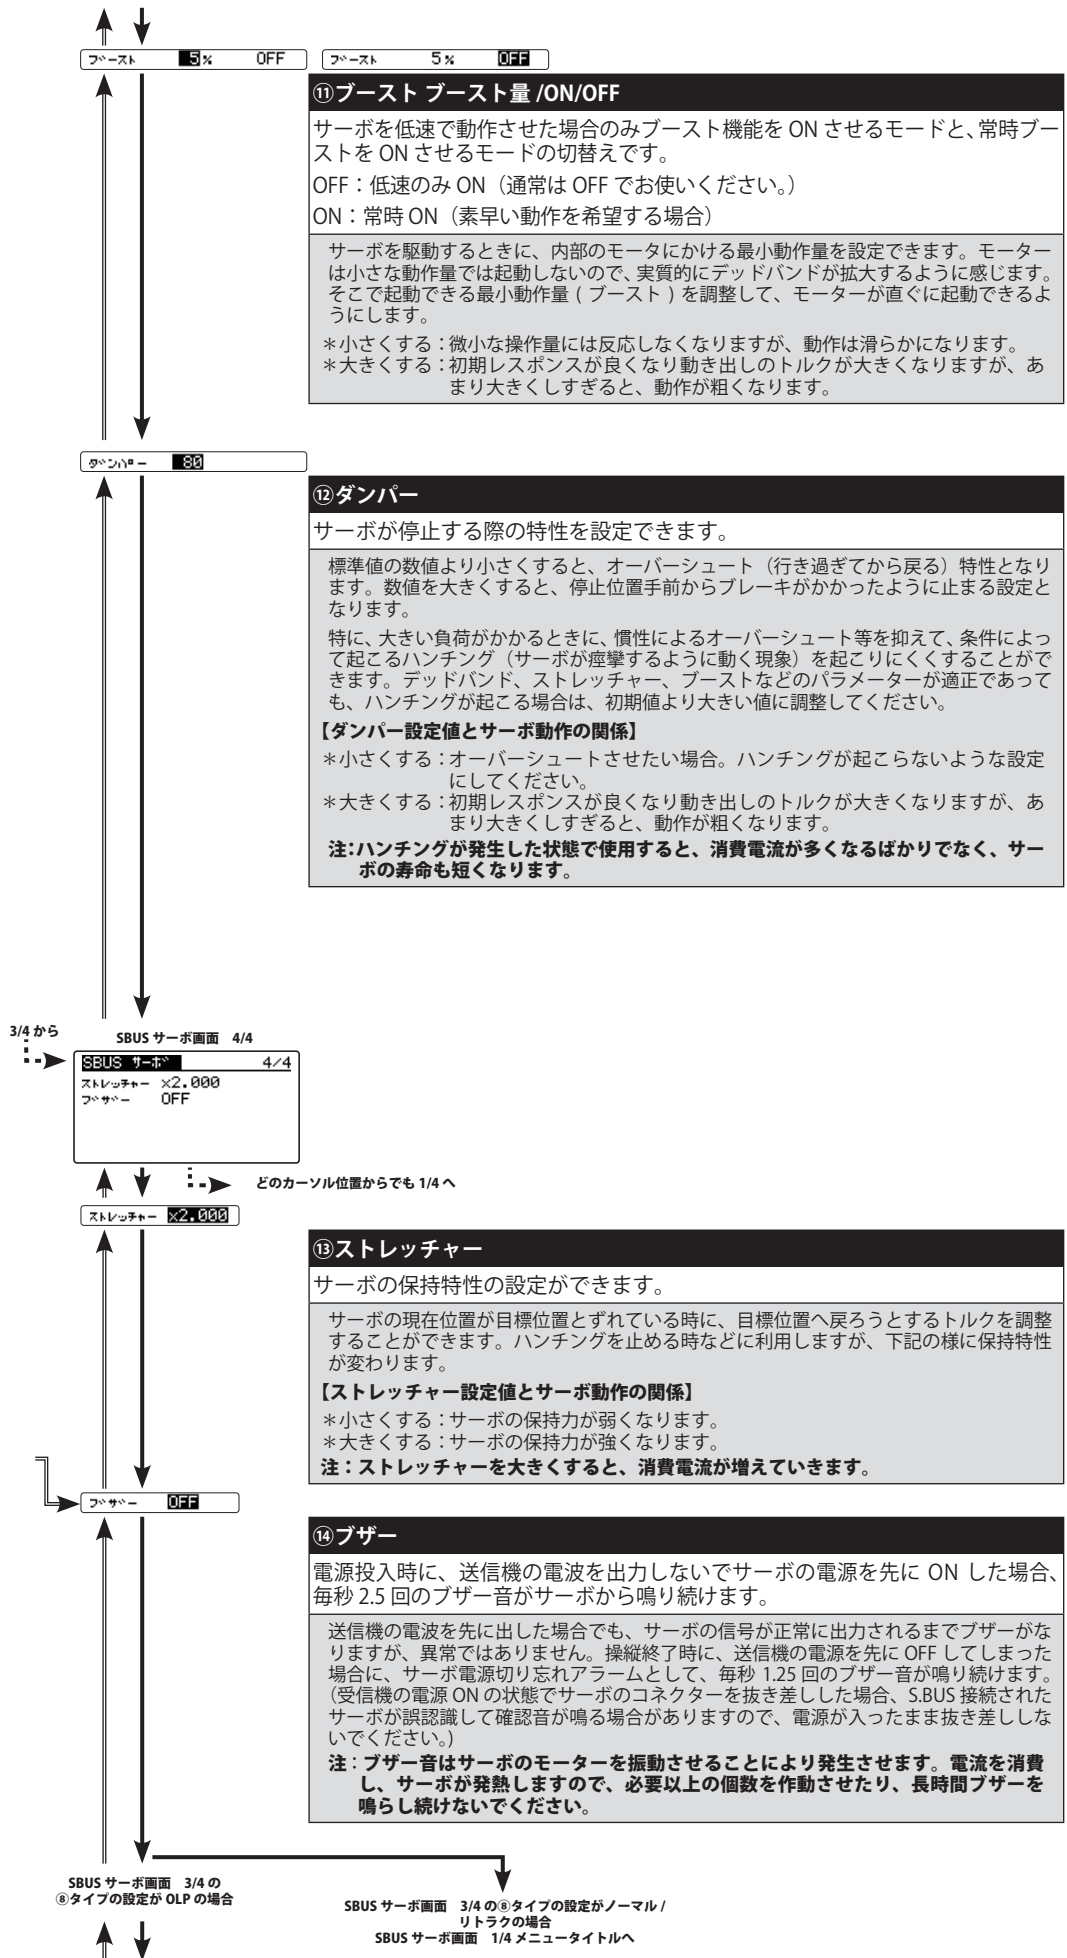 ブースト 5% OFF
ブースト 5% OFF
⑪ブースト ブースト量 /ON/OFF
サーボを低速で動作させた場合のみブースト機能を ON させるモードと、常時ブー
ストを ON させるモードの切替えです。
OFF：低速のみ ON（通常は OFF でお使いください。）
ON：常時 ON（素早い動作を希望する場合）
サーボを駆動するときに、内部のモータにかける最小動作量を設定できます。モーター
は小さな動作量では起動しないので、実質的にデッドバンドが拡大するように感じます。
そこで起動できる最小動作量 ( ブースト ) を調整して、モーターが直ぐに起動できるよ
うにします。
＊小さくする：微小な操作量には反応しなくなりますが、動作は滑らかになります。
＊大きくする：初期レスポンスが良くなり動き出しのトルクが大きくなりますが、あ
まり大きくしすぎると、動作が粗くなります。
ダンパー 80
⑫ダンパー
サーボが停止する際の特性を設定できます。
標準値の数値より小さくすると、オーバーシュート（行き過ぎてから戻る）特性となり
ます。数値を大きくすると、停止位置手前からブレーキがかかったように止まる設定と
なります。
特に、大きい負荷がかかるときに、慣性によるオーバーシュート等を抑えて、条件によっ
て起こるハンチング（サーボが痙攣するように動く現象）を起こりにくくすることがで
きます。デッドバンド、ストレッチャー、ブーストなどのパラメーターが適正であって
も、ハンチングが起こる場合は、初期値より大きい値に調整してください。
【ダンパー設定値とサーボ動作の関係】
＊小さくする：オーバーシュートさせたい場合。ハンチングが起こらないような設定
にしてください。
＊大きくする：初期レスポンスが良くなり動き出しのトルクが大きくなりますが、あ
まり大きくしすぎると、動作が粗くなります。
注：ハンチングが発生した状態で使用すると、消費電流が多くなるばかりでなく、サー
ボの寿命も短くなります。
3/4 から
SBUS サーボ画面 4/4
SBUS サーボ 4/4
ストレッチャー ×2.000
ブザー OFF
どのカーソル位置からでも 1/4 へ
ストレッチャー ×2.000
⑬ストレッチャー
サーボの保持特性の設定ができます。
サーボの現在位置が目標位置とずれている時に、目標位置へ戻ろうとするトルクを調整
することができます。ハンチングを止める時などに利用しますが、下記の様に保持特性
が変わります。
【ストレッチャー設定値とサーボ動作の関係】
＊小さくする：サーボの保持力が弱くなります。
＊大きくする：サーボの保持力が強くなります。
注：ストレッチャーを大きくすると、消費電流が増えていきます。
ブザー OFF
⑭ブザー
電源投入時に、送信機の電波を出力しないでサーボの電源を先に ON した場合、
毎秒 2.5 回のブザー音がサーボから鳴り続けます。
送信機の電波を先に出した場合でも、サーボの信号が正常に出力されるまでブザーがな
りますが、異常ではありません。操縦終了時に、送信機の電源を先に OFF してしまった
場合に、サーボ電源切り忘れアラームとして、毎秒 1.25 回のブザー音が鳴り続けます。
（受信機の電源 ON の状態でサーボのコネクターを抜き差しした場合、S.BUS 接続された
サーボが誤認識して確認音が鳴る場合がありますので、電源が入ったまま抜き差ししな
いでください。)
注：ブザー音はサーボのモーターを振動させることにより発生させます。電流を消費
し、サーボが発熱しますので、必要以上の個数を作動させたり、長時間ブザーを
鳴らし続けないでください。
SBUS サーボ画面 3/4 の
⑧タイプの設定が OLP の場合
SBUS サーボ画面 3/4 の⑧タイプの設定がノーマル /
リトラクの場合
SBUS サーボ画面 1/4 メニュータイトルへ